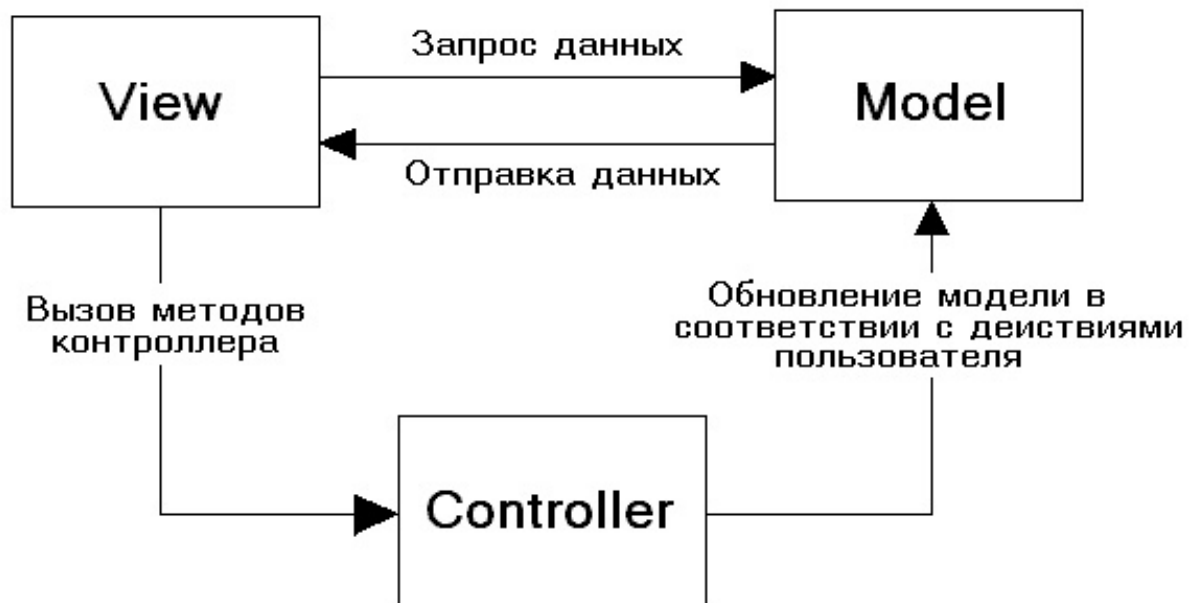 Запрос данных
View
Model
Отправка данных
Вызов методов
контроллера
Обновление модели в
соответствии с деиствиями
пользователя
Controller